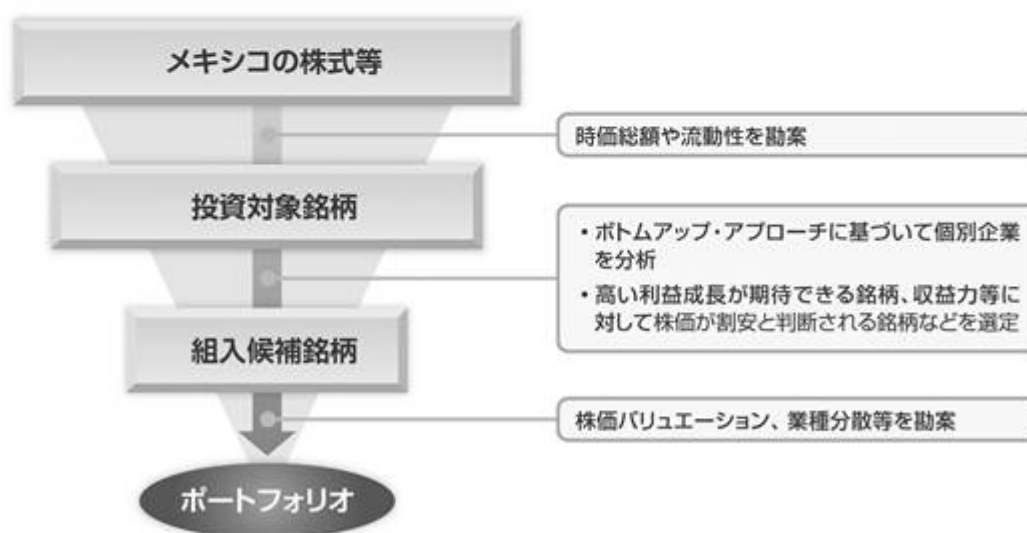 メキシコの株式等
時価総額や流動性を勘案
投資対象銘柄
・ボトムアップ・アプローチに基づいて個別企業
を分析
・高い利益成長が期待できる銘柄、収益力等に
対して株価が割安と判断される銘柄などを選定
組入候補銘柄
株価バリュエーション、業種分散等を勘案
ポートフォリオ